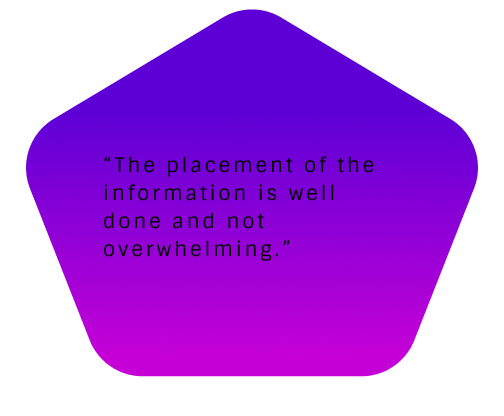 “The placement of the
information is well
done and not
overwhelming.”